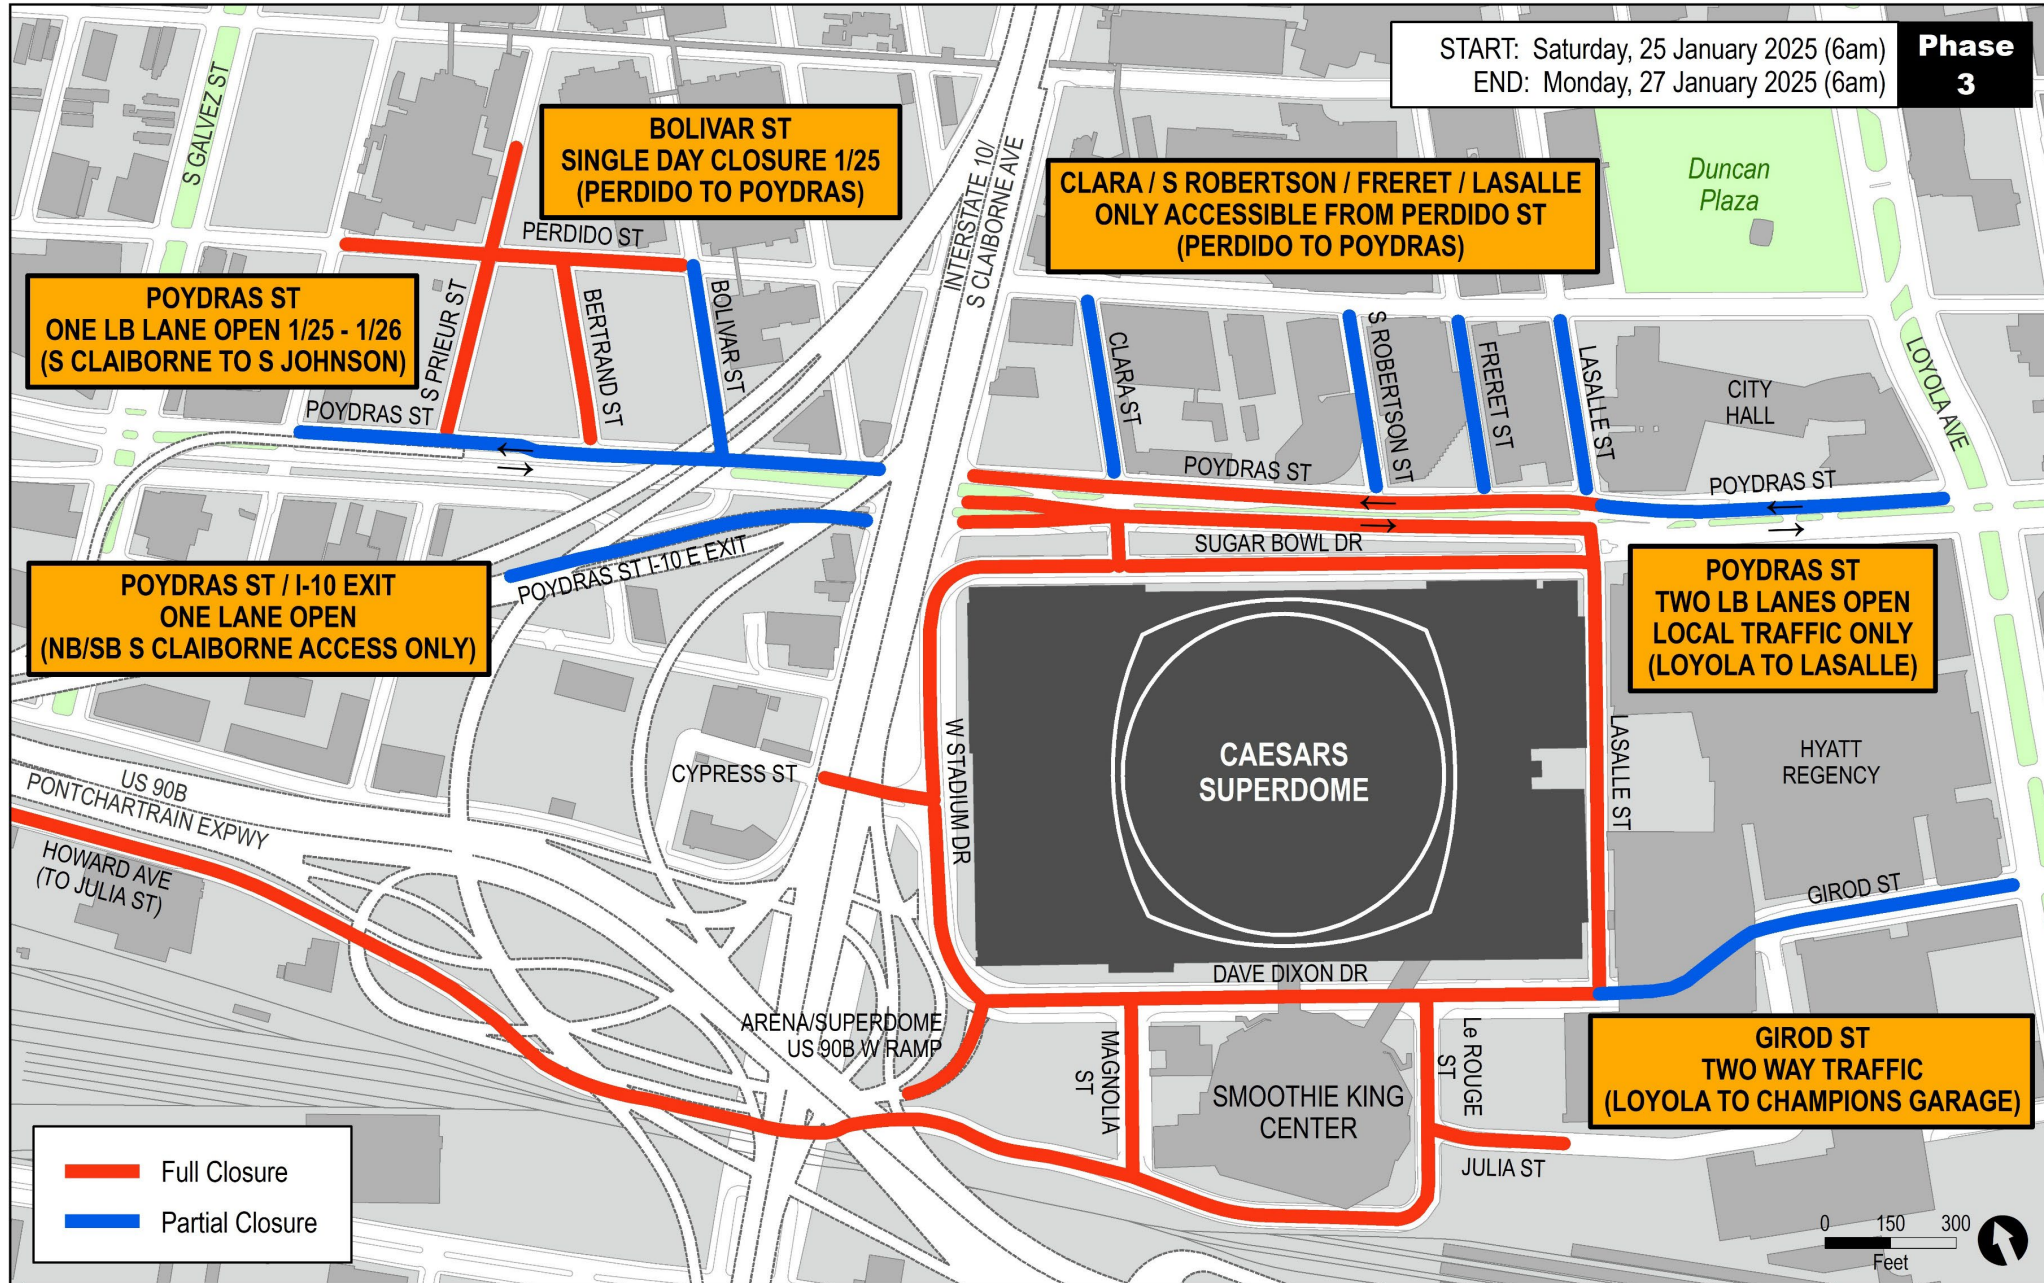 START: Saturday, 25 January 2025 (6am)
END: Monday, 27 January 2025 (6am)
Phase
3
S GALVEZ ST
BOLIVAR ST
SINGLE DAY CLOSURE 1/25
(PERDIDO TO POYDRAS)
INTERSTATE 10/
S CLAIBORNE AVE
CLARA / S ROBERTSON / FRERET / LASALLE
ONLY ACCESSIBLE FROM PERDIDO ST
(PERDIDO TO POYDRAS)
Duncan
Plaza
PERDIDO ST
POYDRAS ST
ONE LB LANE OPEN 1/25 - 1/26
(S CLAIBORNE TO S JOHNSON)
S PRIEUR ST
BERTRAND ST
BOLIVAR ST
CLARA ST
S ROBERTSON ST
FRERET ST
LASALLE ST
CITY
HALL
LOYOLA AVE
POYDRAS ST
POYDRAS ST
POYDRAS ST
SUGAR BOWL DR
POYDRAS ST I-10 E EXIT
POYDRAS ST / I-10 EXIT
ONE LANE OPEN
(NB/SB S CLAIBORNE ACCESS ONLY)
POYDRAS ST
TWO LB LANES OPEN
LOCAL TRAFFIC ONLY
(LOYOLA TO LASALLE)
W STADIUM DR
CAESARS
SUPERDOME
LASALLE ST
HYATT
REGENCY
CYPRESS ST
US 90B
PONTCHARTRAIN EXPWY
HOWARD AVE
(TO JULIA ST)
GIROD ST
DAVE DIXON DR
ARENA/SUPERDOME
US 90B W RAMP
MAGNOLIA
ST
SMOOTHIE KING
CENTER
Le ROUGE
ST
JULIA ST
GIROD ST
TWO WAY TRAFFIC
(LOYOLA TO CHAMPIONS GARAGE)
Full Closure
Partial Closure
0 150 300
Feet